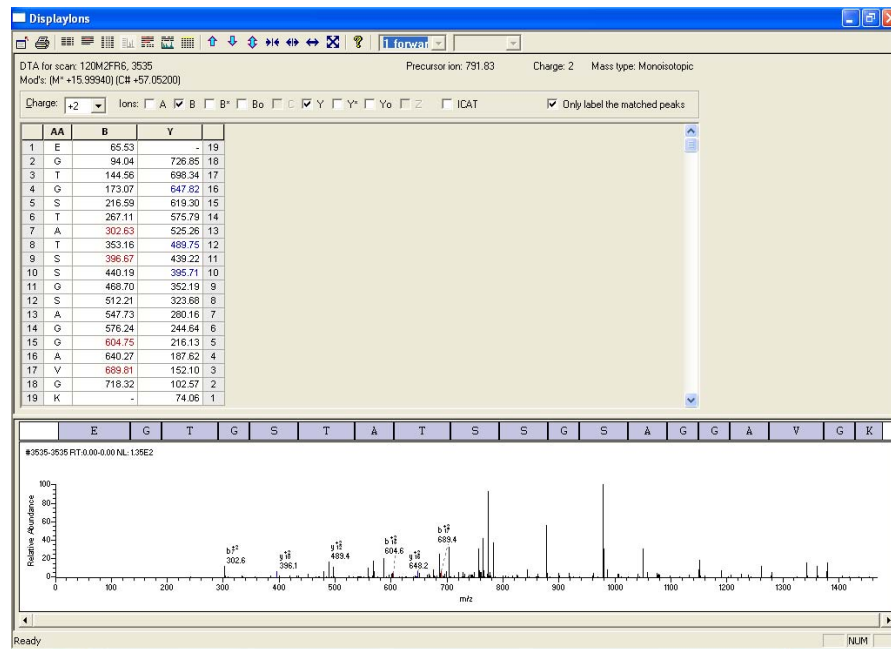 DisplayIons
1 forwar
DTA for scan: 120M2FR6, 3535 Precursor ion: 791.83 Charge: 2 Mass type: Monoisotopic
Mod's: (M* +15.99940) (C# +57.05200)
Charge: +2 Ions: A B B* Bo C Y Y* Yo Z ICAT Only label the matched peaks
AA B Y
1 E 65.53 - 19
2 G 94.04 726.85 18
3 T 144.56 698.34 17
4 G 173.07 647.82 16
5 S 216.59 619.30 15
6 T 267.11 575.79 14
7 A 302.63 525.26 13
8 T 353.16 489.75 12
9 S 396.67 439.22 11
10 S 440.19 395.71 10
11 G 468.70 352.19 9
12 S 512.21 323.68 8
13 A 547.73 280.16 7
14 G 576.24 244.64 6
15 G 604.75 216.13 5
16 A 640.27 187.62 4
17 V 689.81 152.10 3
18 G 718.32 102.57 2
19 K - 74.06 1
E G T G S T A T S S G S A G G A V G K
#3535-3535 RT:0.00-0.00 NL: 1.35E2
100
80
60
40
20
0
Relative Abundance
302.6
396.1
489.4
604.6
648.2
689.4
0 100 200 300 400 500 600 700 800 900 1000 1100 1200 1300 1400
m/z
Ready NUM